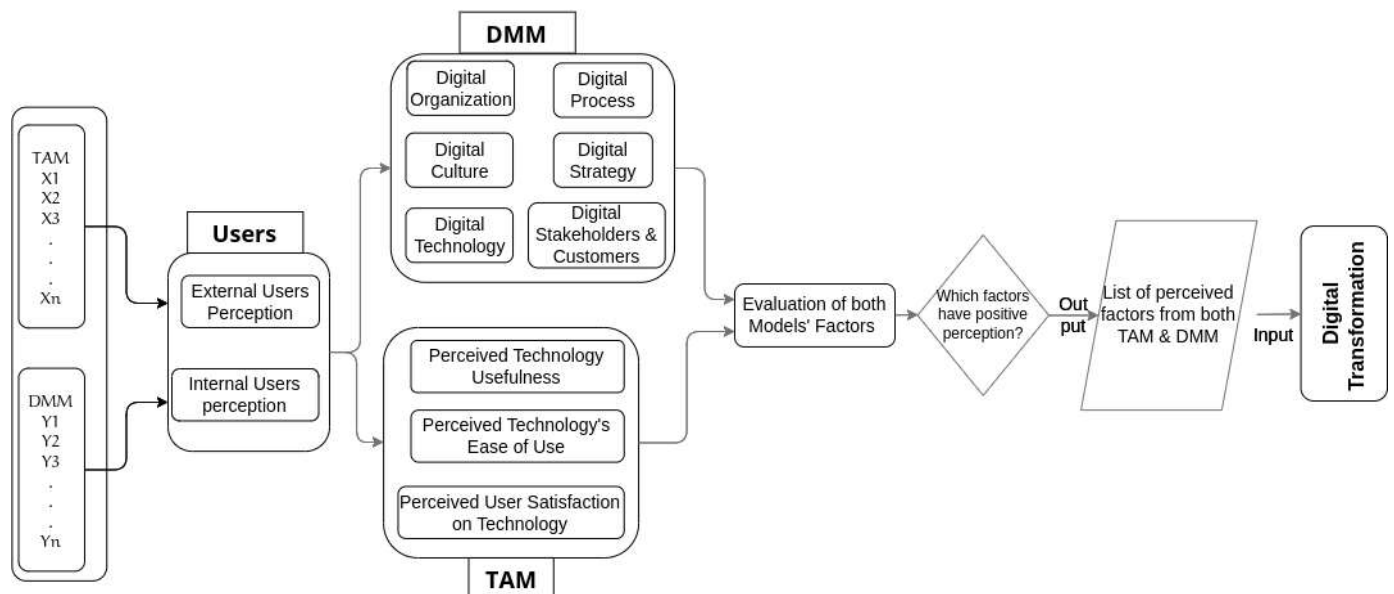 TAM
X1
X2
X3
.
.
.
Xn
DMM
Y1
Y2
Y3
.
.
.
Yn
Users
External Users
Perception
Internal Users
perception
DMM
Digital
Organization
Digital
Process
Digital
Culture
Digital
Strategy
Digital
Technology
Digital
Stakeholders &
Customers
Perceived Technology
Usefulness
Perceived Technology's
Ease of Use
Perceived User Satisfaction
on Technology
TAM
Evaluation of both
Models' Factors
Which factors
have positive
perception?
Out
put
List of perceived
factors from both
TAM & DMM
Input
Digital
Transformation